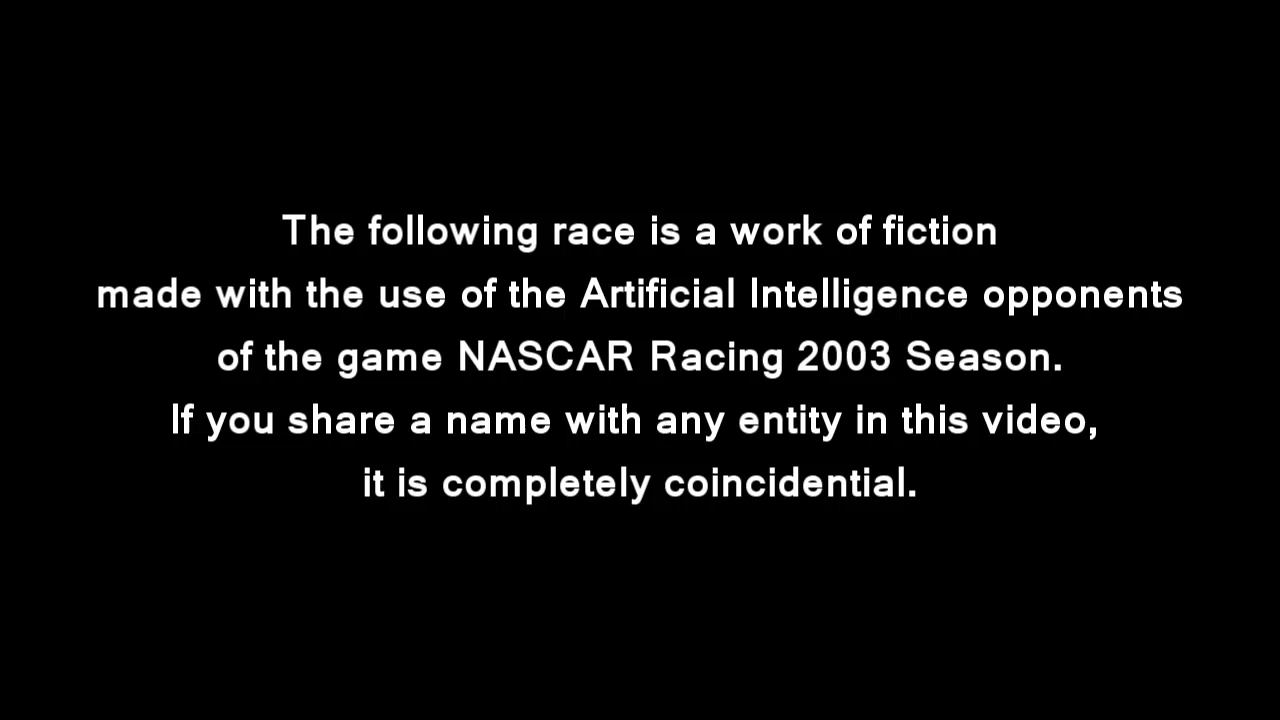 The following race is a work of fiction
made with the use of the Artificial Intelligence opponents
of the game NASCAR Racing 2003 Season.
If you share a name with any entity in this video,
it is completely coincidential.